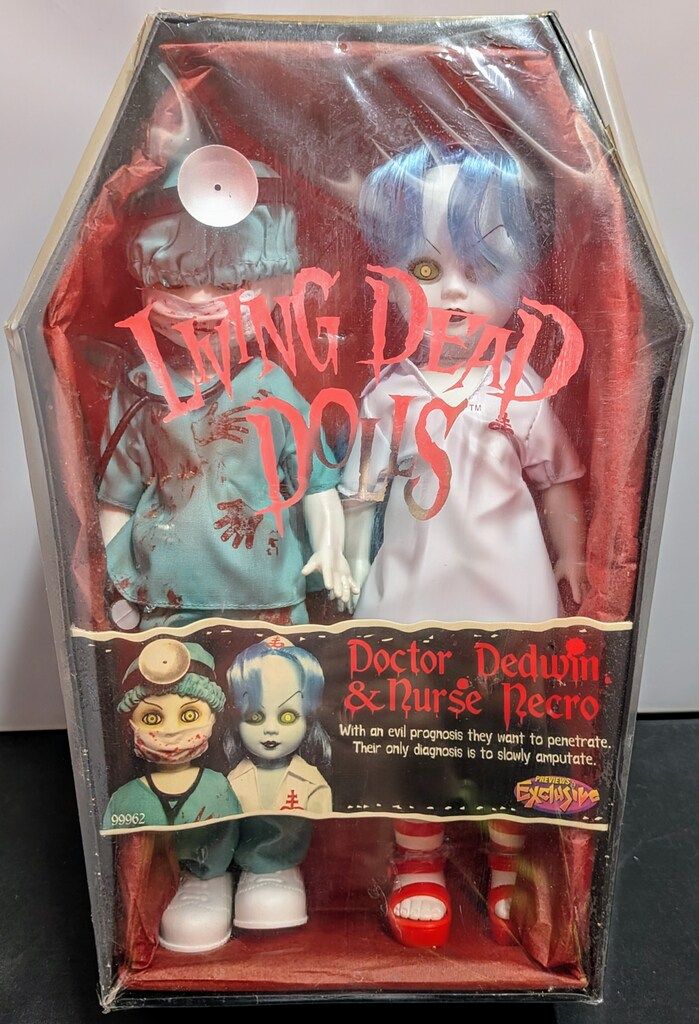 LIVING DEAD
DOLLS
TM
Doctor Dedwin
& Nurse Necro
With an evil prognosis they want to penetrate.
Their only diagnosis is to slowly amputate.
PREVIEWS
Exclusive
99962